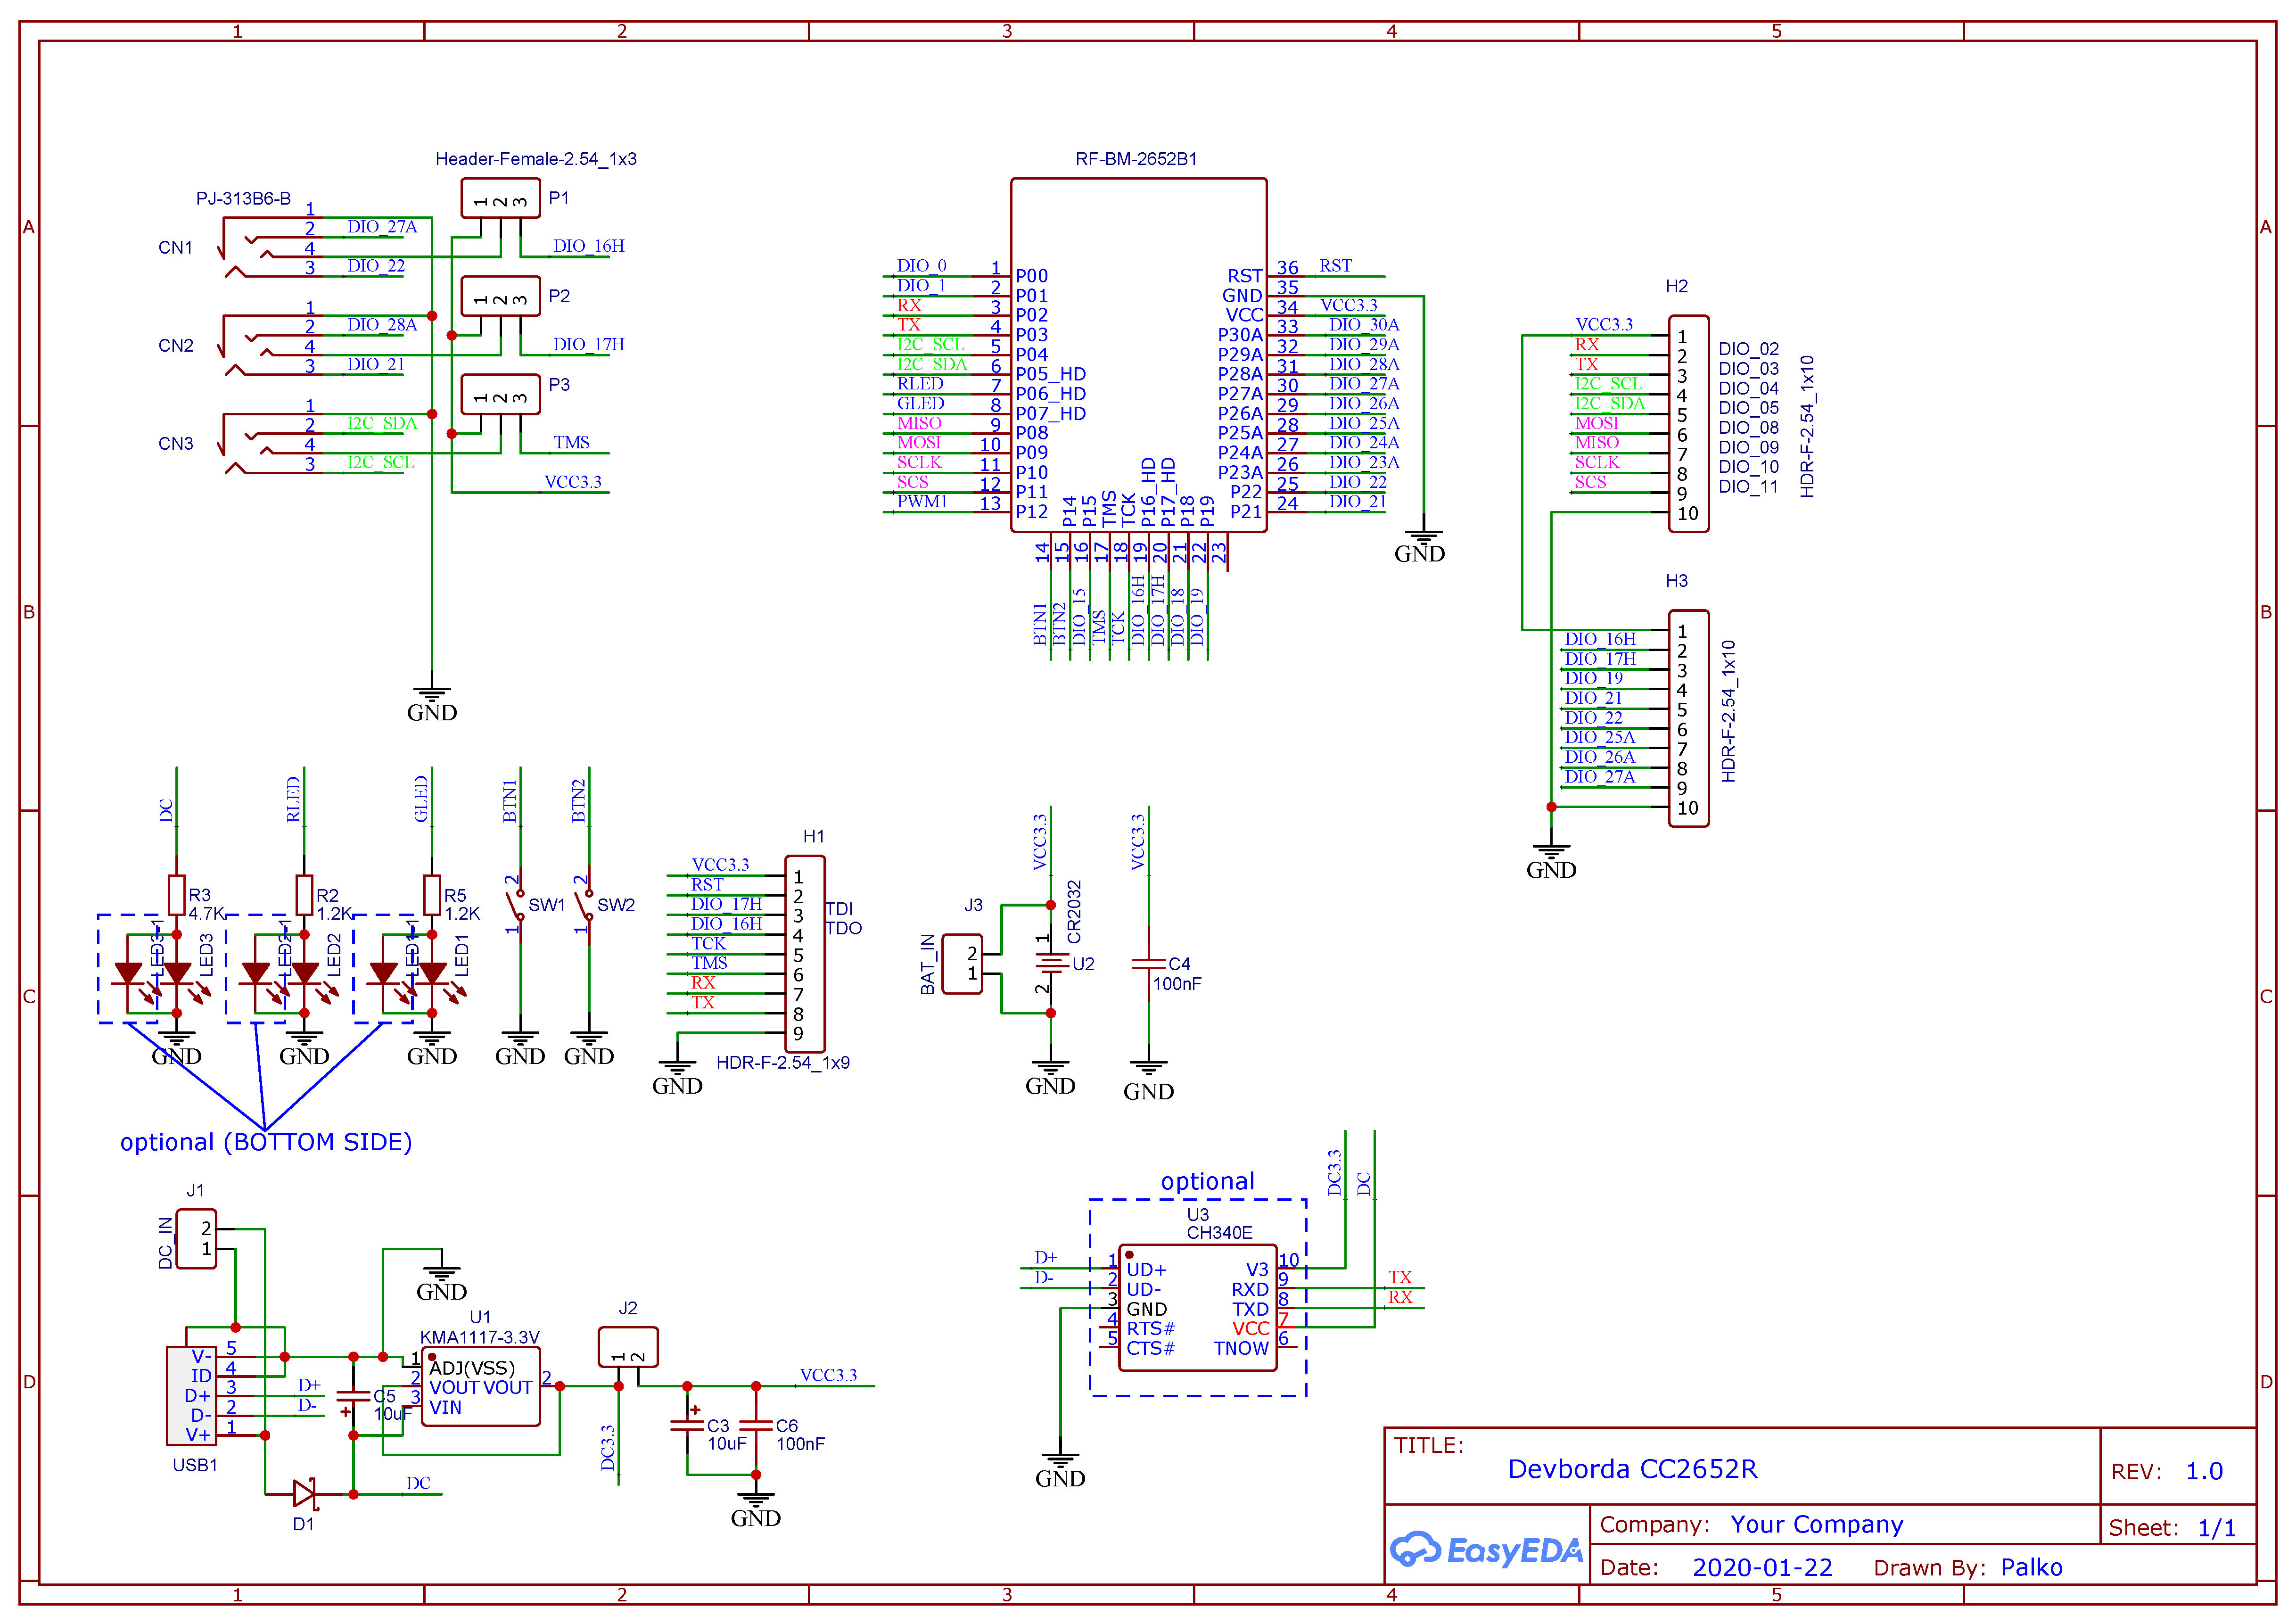 1 2 3 4 5
A
B
C
D
Header-Female-2.54_1x3
PJ-313B6-B
CN1
1
2 DIO_27A
4
3 DIO_22
1 2 3 P1
DIO_16H
CN2
1
2 DIO_28A
4
3 DIO_21
1 2 3 P2
DIO_17H
CN3
1
2 I2C_SDA
4
3 I2C_SCL
1 2 3 P3
TMS
VCC3.3
GND
RF-BM-2652B1
DIO_0 1 P00
DIO_1 2 P01
RX 3 P02
TX 4 P03
I2C_SCL 5 P04
I2C_SDA 6 P05_HD
RLED 7 P06_HD
GLED 8 P07_HD
MISO 9 P08
MOSI 10 P09
SCLK 11 P10
SCS 12 P11
PWM1 13 P12
RST 36 RST
GND 35
VCC 34 VCC3.3
P30A 33 DIO_30A
P29A 32 DIO_29A
P28A 31 DIO_28A
P27A 30 DIO_27A
P26A 29 DIO_26A
P25A 28 DIO_25A
P24A 27 DIO_24A
P23A 26 DIO_23A
P22 25 DIO_22
P21 24 DIO_21
P14 P15 TMS TCK P16_HD P17_HD P18 P19
14 15 16 17 18 19 20 21 22 23
BTN1 BTN2 DIO_15 TMS TCK DIO_16H DIO_17H DIO_18 DIO_19
GND
H2
VCC3.3 1
RX 2 DIO_02
TX 3 DIO_03
I2C_SCL 4 DIO_04
I2C_SDA 5 DIO_05
MOSI 6 DIO_08
MISO 7 DIO_09
SCLK 8 DIO_10
SCS 9 DIO_11
10
HDR-F-2.54_1x10
H3
1
DIO_16H 2
DIO_17H 3
DIO_19 4
DIO_21 5
DIO_22 6
DIO_25A 7
DIO_26A 8
DIO_27A 9
10
HDR-F-2.54_1x10
GND
DC
R3
4.7K
LED3.1
LED3
GND
RLED
R2
1.2K
LED2.1
LED2
GND
GLED
R5
1.2K
LED1.1
LED1
GND
optional (BOTTOM SIDE)
BTN1
2
SW1
1
GND
BTN2
2
SW2
1
GND
H1
VCC3.3 1
RST 2
DIO_17H 3 TDI
DIO_16H 4 TDO
TCK 5
TMS 6
RX 7
TX 8
9
GND
HDR-F-2.54_1x9
J3
BAT_IN
2
1
VCC3.3
CR2032
1
U2
2
GND
VCC3.3
C4
100nF
GND
J1
DC_IN
2
1
GND
V- 5
ID 4
D+ 3 D+
D- 2 D-
V+ 1
USB1
D1
DC
C5
10uF
U1
KMA1117-3.3V
1 ADJ(VSS)
2 VOUT VOUT 2
3 VIN
J2
1 2
DC3.3
VCC3.3
C3
10uF
C6
100nF
GND
optional
U3
CH340E
D+ 1 UD+
D- 2 UD-
3 GND
4 RTS#
5 CTS#
V3 10
RXD 9 TX
TXD 8 RX
VCC 7
TNOW 6
DC3.3
DC
GND
TITLE:
Devborda CC2652R
REV: 1.0
EasyEDA
Company: Your Company
Sheet: 1/1
Date: 2020-01-22
Drawn By: Palko
A
B
C
D
1 2 3 4 5